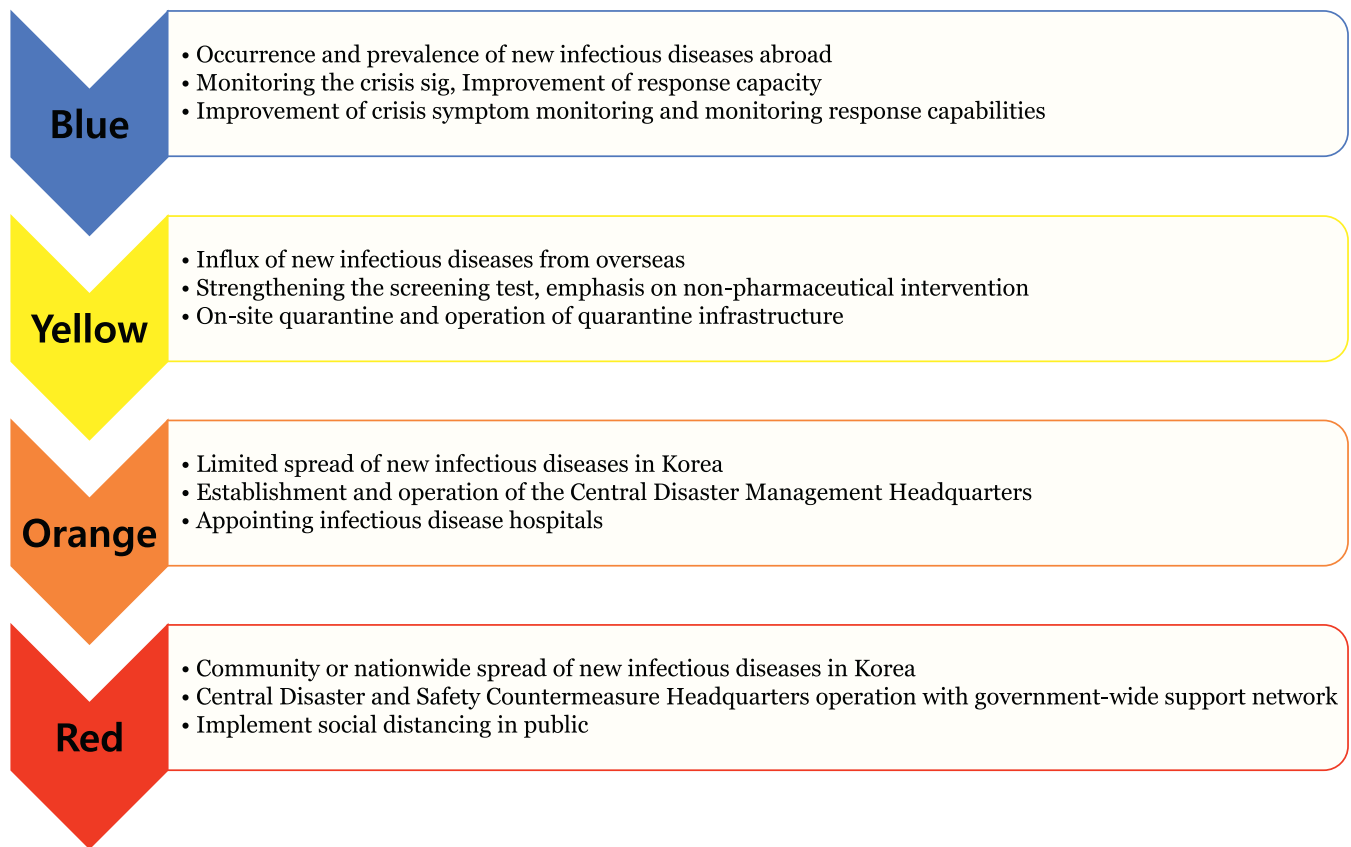 Blue
• Occurrence and prevalence of new infectious diseases abroad
• Monitoring the crisis sig, Improvement of response capacity
• Improvement of crisis symptom monitoring and monitoring response capabilities
Yellow
• Influx of new infectious diseases from overseas
• Strengthening the screening test, emphasis on non-pharmaceutical intervention
• On-site quarantine and operation of quarantine infrastructure
Orange
• Limited spread of new infectious diseases in Korea
• Establishment and operation of the Central Disaster Management Headquarters
• Appointing infectious disease hospitals
Red
• Community or nationwide spread of new infectious diseases in Korea
• Central Disaster and Safety Countermeasure Headquarters operation with government-wide support network
• Implement social distancing in public